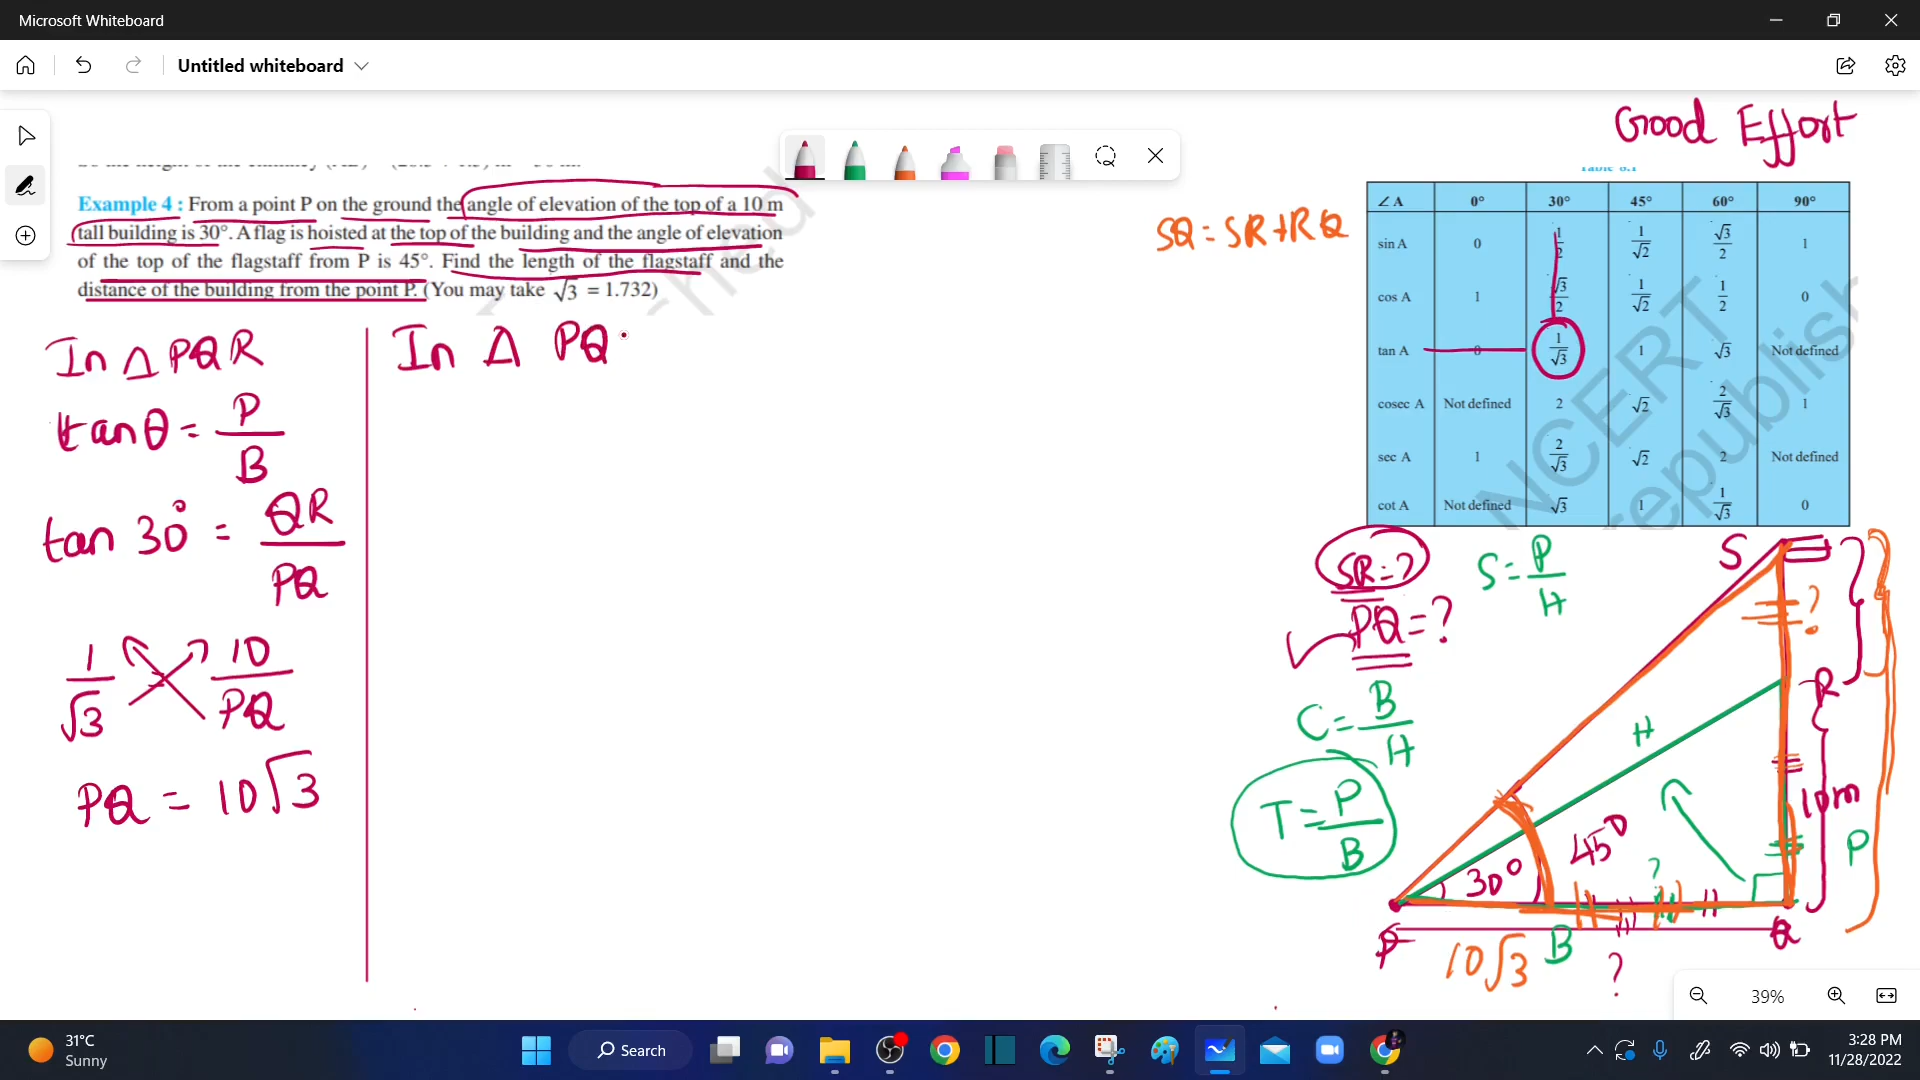 Microsoft Whiteboard
Untitled whiteboard
Good Effort
Example 4 : From a point P on the ground the angle of elevation of the top of a 10 m
tall building is 30°. A flag is hoisted at the top of the building and the angle of elevation
of the top of the flagstaff from P is 45°. Find the length of the flagstaff and the
distance of the building from the point P. (You may take √3 = 1.732)
SQ = SR + RQ
Table 8.1
∠ A 0° 30° 45° 60° 90°
sin A 0 1/2 1/√2 √3/2 1
cos A 1 √3/2 1/√2 1/2 0
tan A 0 1/√3 1 √3 Not defined
cosec A Not defined 2 √2 2/√3 1
sec A 1 2/√3 √2 2 Not defined
cot A Not defined √3 1 1/√3 0
NCERT
republish
In Δ PQR
tan θ = P/B
tan 30° = QR/PQ
1/√3 10/PQ
PQ = 10√3
In Δ PQ
SR = ?
PQ = ?
S = P/H
C = B/H
T = P/B
S
?
R
H
10m
P
45°
30°
?
P
10√3
B
?
Q
39%
31°C
Sunny
Search
3:28 PM
11/28/2022